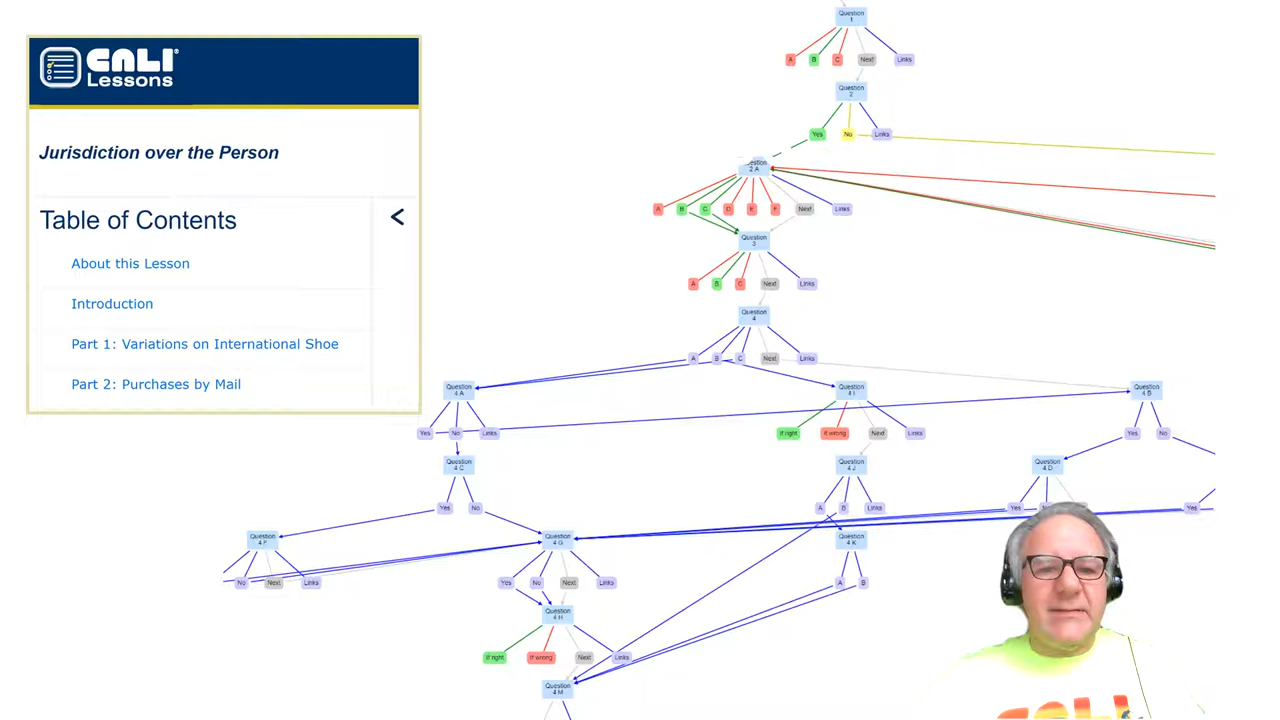 CALI®
Lessons
Jurisdiction over the Person
Table of Contents
<
About this Lesson
Introduction
Part 1: Variations on International Shoe
Part 2: Purchases by Mail
Question
1
A B C Next Links
Question
2
Yes No Links
Question
2 A
A B C D E F Next Links
Question
3
A B C Next Links
Question
4
A B C Next Links
Question
4 A
Question
4 I
Question
4 B
Yes No Links
If right If wrong Next Links
Yes No
Question
4 C
Question
4 J
Question
4 D
Yes No
A B Links
Yes No
Yes
Question
4 F
Question
4 G
Question
4 K
No Next Links
Yes No Next Links
A B
Question
4 H
If right If wrong Next Links
Question
4 M
CALI